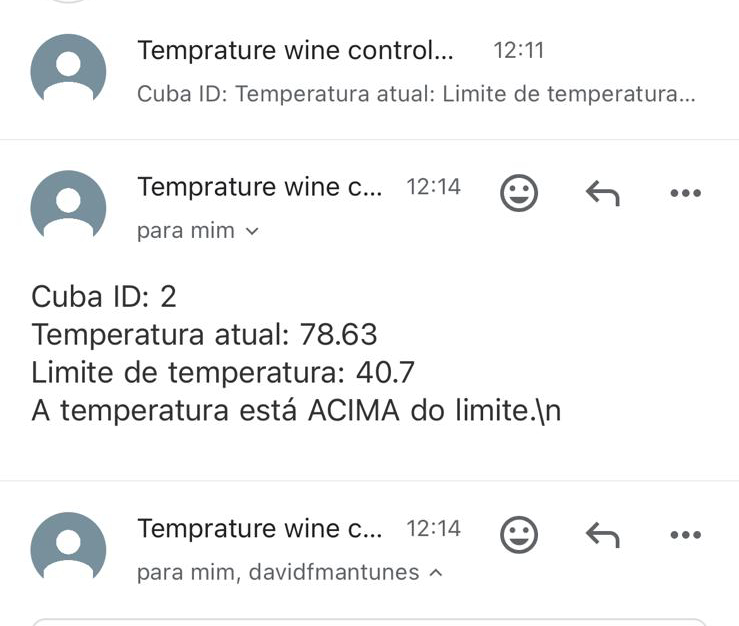 Temprature wine control... 12:11
Cuba ID: Temperatura atual: Limite de temperatura...
Temprature wine c... 12:14
para mim
Cuba ID: 2
Temperatura atual: 78.63
Limite de temperatura: 40.7
A temperatura está ACIMA do limite.\n
Temprature wine c... 12:14
para mim, davidfmantunes